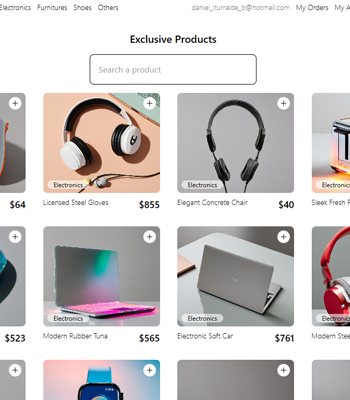 Electronics Furnitures Shoes Others daniel_iturralde_b@hotmail.com My Orders My A
Exclusive Products
Search a product
Electronics Electronics Electronics
$64 Licensed Steel Gloves $855 Elegant Concrete Chair $40 Sleek Fresh F
Electronics Electronics Electronics
$523 Modern Rubber Tuna $565 Electronic Soft Car $761 Modern Stee